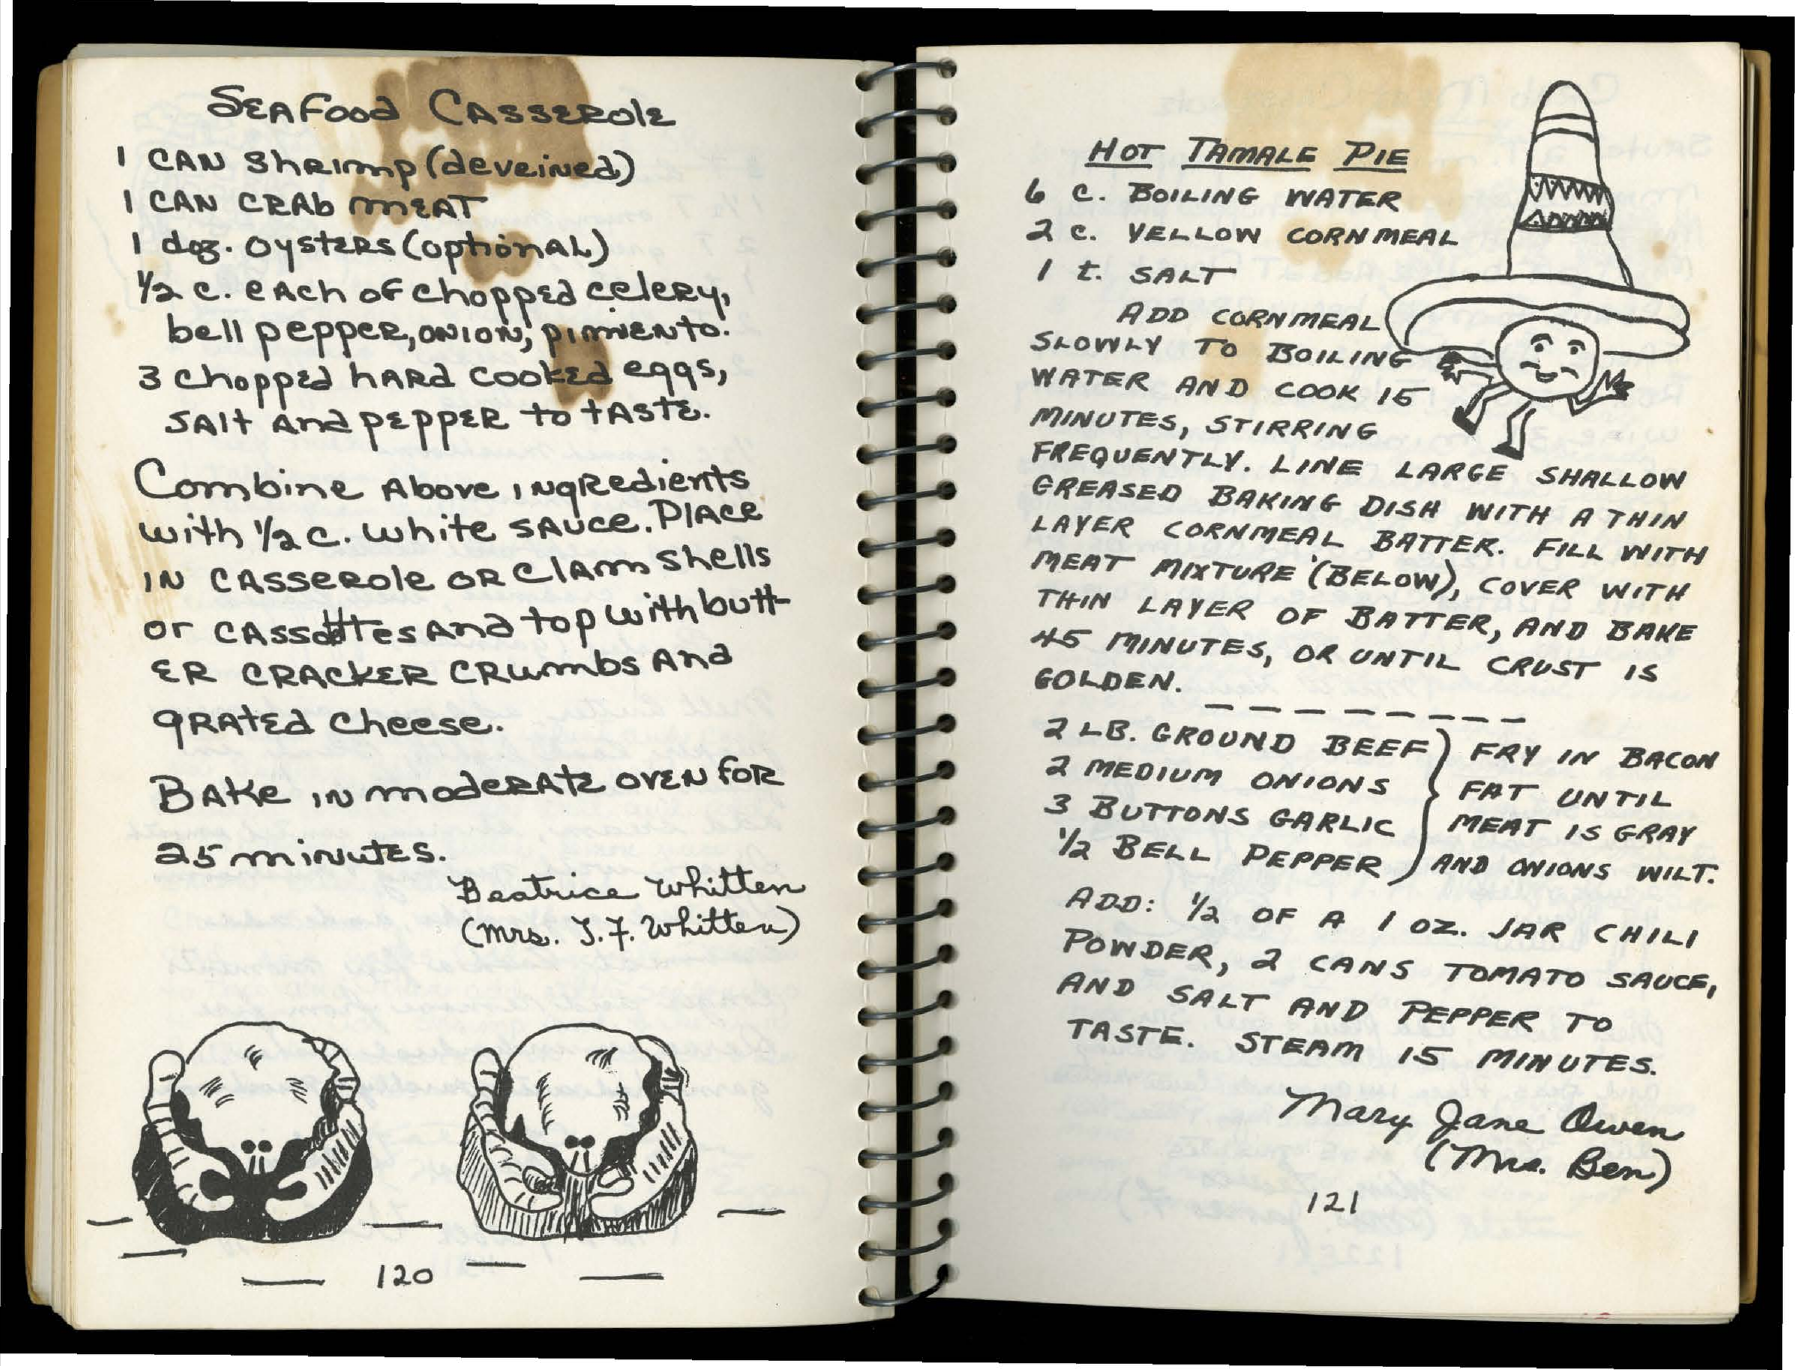 SEAFood CASSEROle
1 CAN ShRimp (deveiNed)
1 CAN CRAb mEAT
1 doz. oysTERS (optioNAL)
1/2 c. eAch of choppEd celeRy,
bell peppeR, ONION, pimiENto.
3 choppEd hARd cooKEd eggs,
SAlt ANd pEppER to tASTE.
Combine Above iNgRedieNts
with 1/2 c. white SAuce. PlAce
iN CASSeRole OR ClAm shells
or CASSettes ANd top with butt-
ER CRACKER CRumbs ANd
gRATEd cheese.
BAKe iN modeRAtE oveN foR
25 miNutES.
Beatrice Whitten
(Mrs. J. F. Whitten)
120
HOT TAMALE PIE
6 C. BOILING WATER
2 C. YELLOW CORNMEAL
1 t. SALT
ADD CORNMEAL
SLOWLY TO BOILING
WATER AND COOK 15
MINUTES, STIRRING
FREQUENTLY. LINE LARGE SHALLOW
GREASED BAKING DISH WITH A THIN
LAYER CORNMEAL BATTER. FILL WITH
MEAT MIXTURE (BELOW), COVER WITH
THIN LAYER OF BATTER, AND BAKE
45 MINUTES, OR UNTIL CRUST IS
GOLDEN.
2 LB. GROUND BEEF } FRY IN BACON
2 MEDIUM ONIONS } FAT UNTIL
3 BUTTONS GARLIC } MEAT IS GRAY
1/2 BELL PEPPER } AND ONIONS WILT.
ADD: 1/2 OF A 1 OZ. JAR CHILI
POWDER, 2 CANS TOMATO SAUCE,
AND SALT AND PEPPER TO
TASTE. STEAM 15 MINUTES.
Mary Jane Owen
(Mrs. Ben)
121